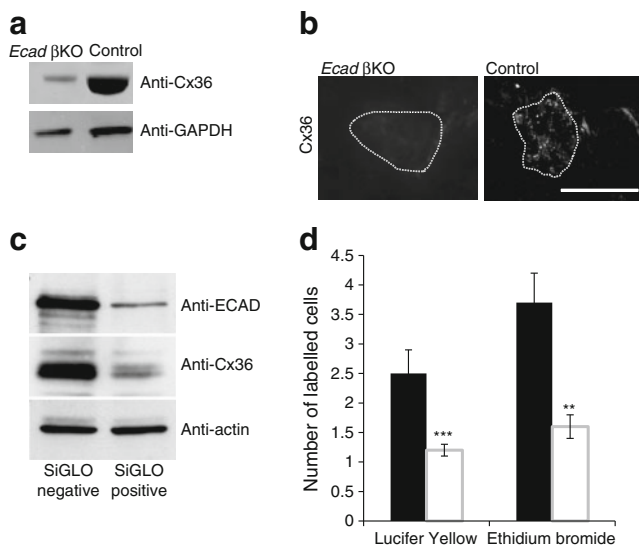 a
Ecad βKO Control
Anti-Cx36
Anti-GAPDH
b
Ecad βKO
Control
Cx36
c
Anti-ECAD
Anti-Cx36
Anti-actin
SiGLO negative
SiGLO positive
d
Number of labelled cells
4.5
4
3.5
3
2.5
2
1.5
1
0.5
0
***
**
Lucifer Yellow
Ethidium bromide